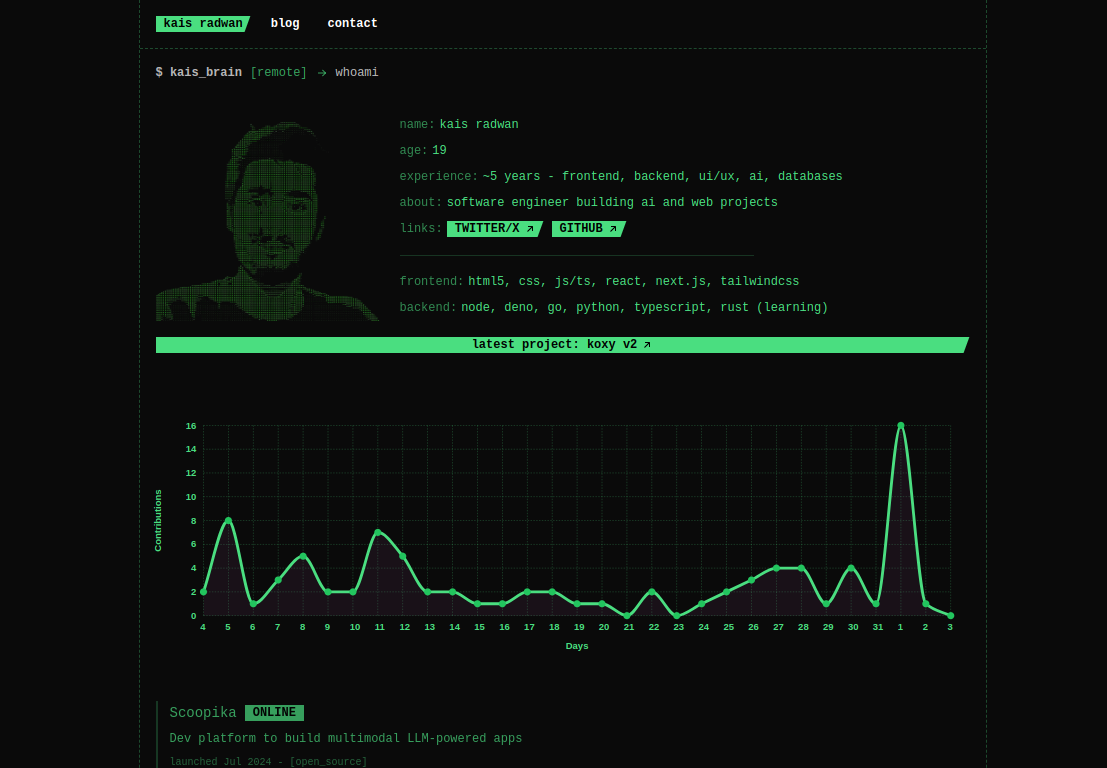 kais radwan blog contact
$ kais_brain [remote] → whoami
name: kais radwan
age: 19
experience: ~5 years - frontend, backend, ui/ux, ai, databases
about: software engineer building ai and web projects
links: TWITTER/X ↗ GITHUB ↗
frontend: html5, css, js/ts, react, next.js, tailwindcss
backend: node, deno, go, python, typescript, rust (learning)
latest project: koxy v2 ↗
16
14
12
10
8
6
4
2
0
Contributions
4 5 6 7 8 9 10 11 12 13 14 15 16 17 18 19 20 21 22 23 24 25 26 27 28 29 30 31 1 2 3
Days
Scoopika ONLINE
Dev platform to build multimodal LLM-powered apps
launched Jul 2024 - [open_source]